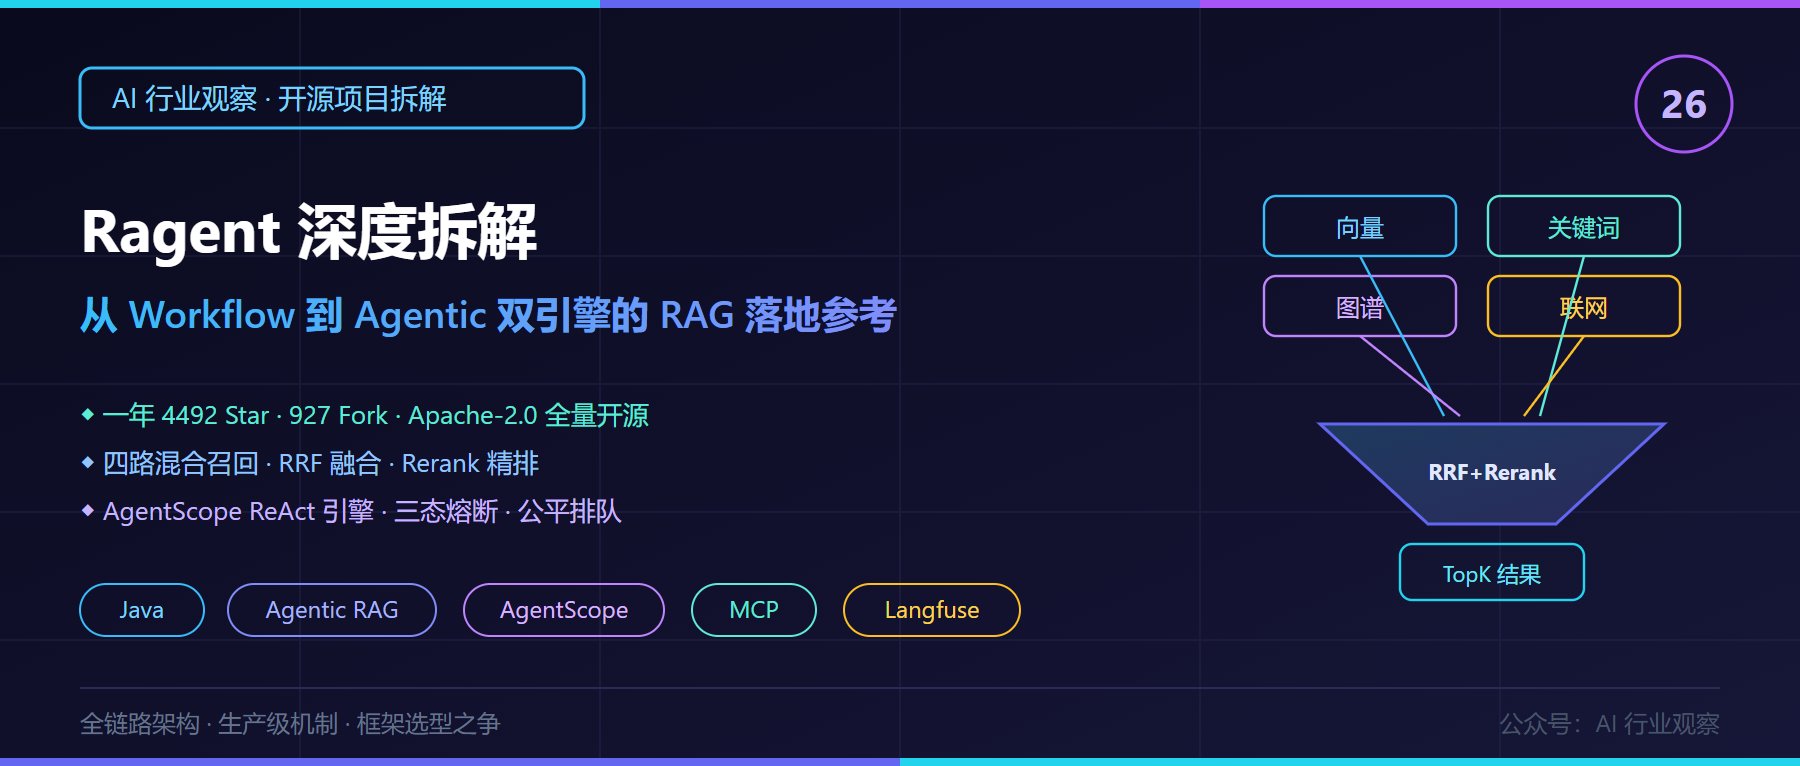 AI 行业观察 · 开源项目拆解
26
Ragent 深度拆解
从 Workflow 到 Agentic 双引擎的 RAG 落地参考
◆ 一年 4492 Star · 927 Fork · Apache-2.0 全量开源
◆ 四路混合召回 · RRF 融合 · Rerank 精排
◆ AgentScope ReAct 引擎 · 三态熔断 · 公平排队
Java
Agentic RAG
AgentScope
MCP
Langfuse
向量
关键词
图谱
联网
RRF+Rerank
TopK 结果
全链路架构 · 生产级机制 · 框架选型之争
公众号：AI 行业观察